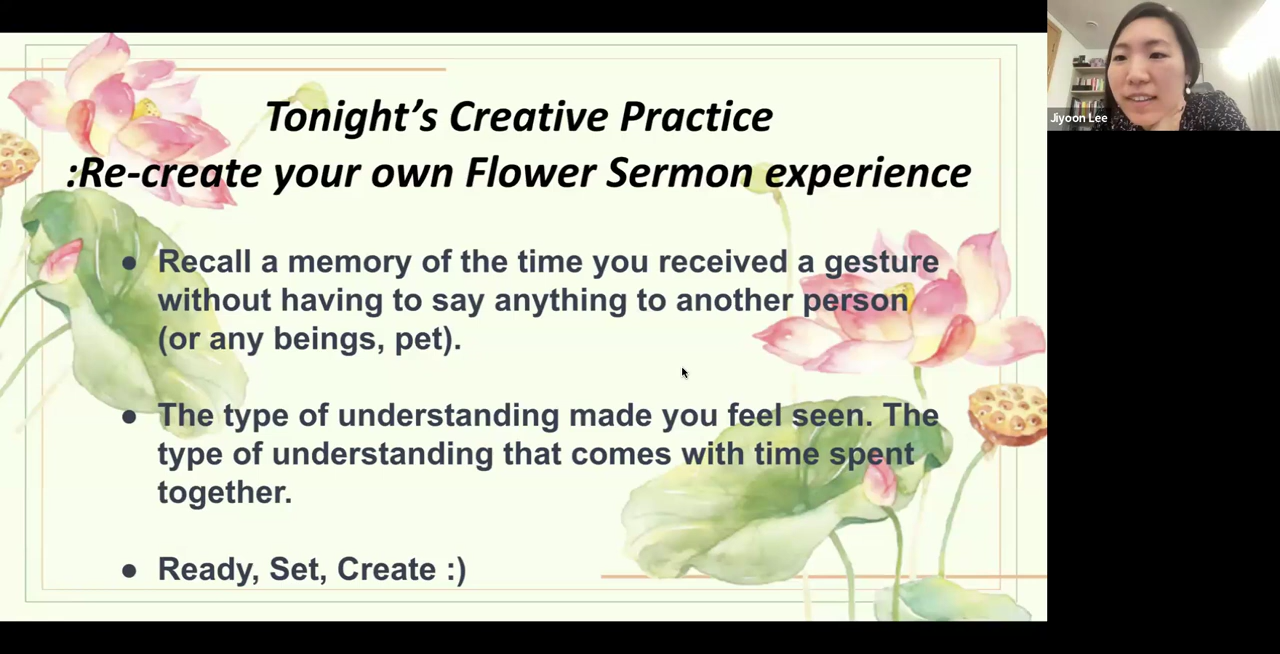 Tonight's Creative Practice
:Re-create your own Flower Sermon experience
● Recall a memory of the time you received a gesture
without having to say anything to another person
(or any beings, pet).
● The type of understanding made you feel seen. The
type of understanding that comes with time spent
together.
● Ready, Set, Create :)
Jiyoon Lee